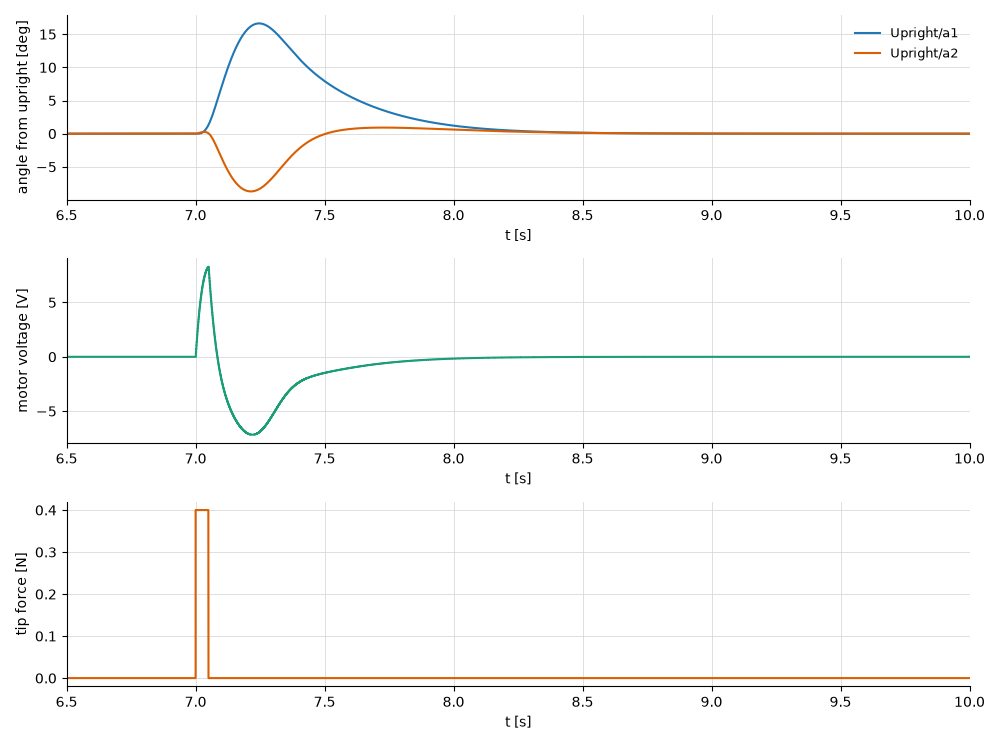 angle from upright [deg]
15
10
5
0
−5
Upright/a1
Upright/a2
6.5 7.0 7.5 8.0 8.5 9.0 9.5 10.0
t [s]
motor voltage [V]
5
0
−5
6.5 7.0 7.5 8.0 8.5 9.0 9.5 10.0
t [s]
tip force [N]
0.4
0.3
0.2
0.1
0.0
6.5 7.0 7.5 8.0 8.5 9.0 9.5 10.0
t [s]